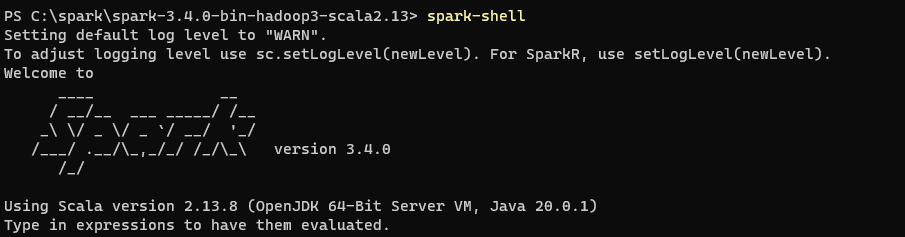 PS C:\spark\spark-3.4.0-bin-hadoop3-scala2.13> spark-shell
Setting default log level to "WARN".
To adjust logging level use sc.setLogLevel(newLevel). For SparkR, use setLogLevel(newLevel).
Welcome to
      ____              __
     / __/__  ___ _____/ /__
    _\ \/ _ \/ _ `/ __/  '_/
   /___/ .__/\_,_/_/ /_/\_\   version 3.4.0
      /_/
Using Scala version 2.13.8 (OpenJDK 64-Bit Server VM, Java 20.0.1)
Type in expressions to have them evaluated.